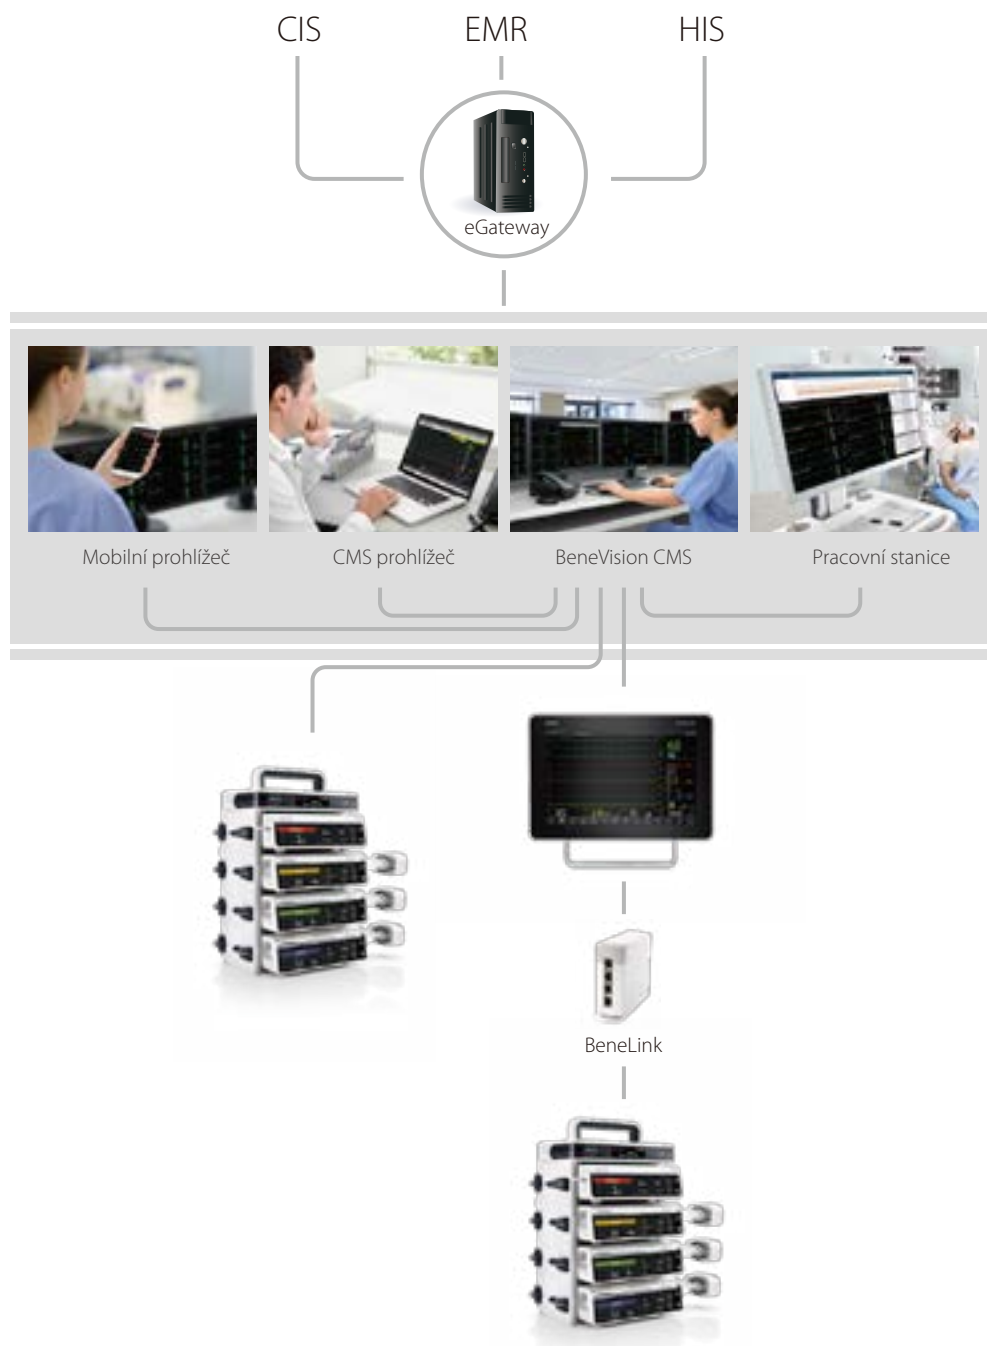 CIS
EMR
HIS
eGateway
Mobilní prohlížeč
CMS prohlížeč
BeneVision CMS
Pracovní stanice
BeneLink